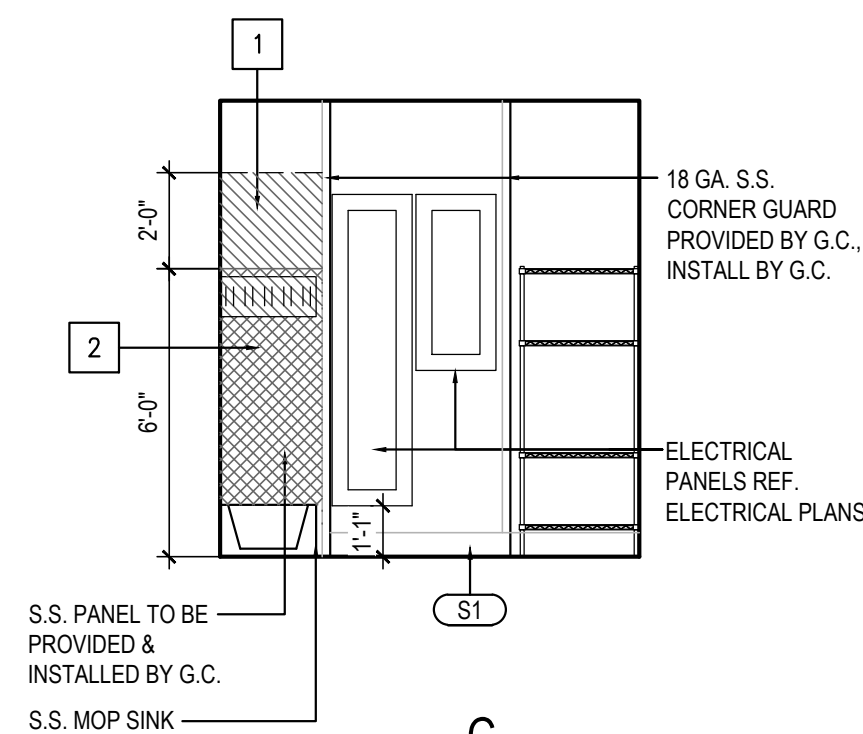 1
2'-0"
18 GA. S.S.
CORNER GUARD
PROVIDED BY G.C.,
INSTALL BY G.C.
2
6'-0"
ELECTRICAL
PANELS REF.
ELECTRICAL PLANS
1'-1"
S1
S.S. PANEL TO BE
PROVIDED &
INSTALLED BY G.C.
S.S. MOP SINK